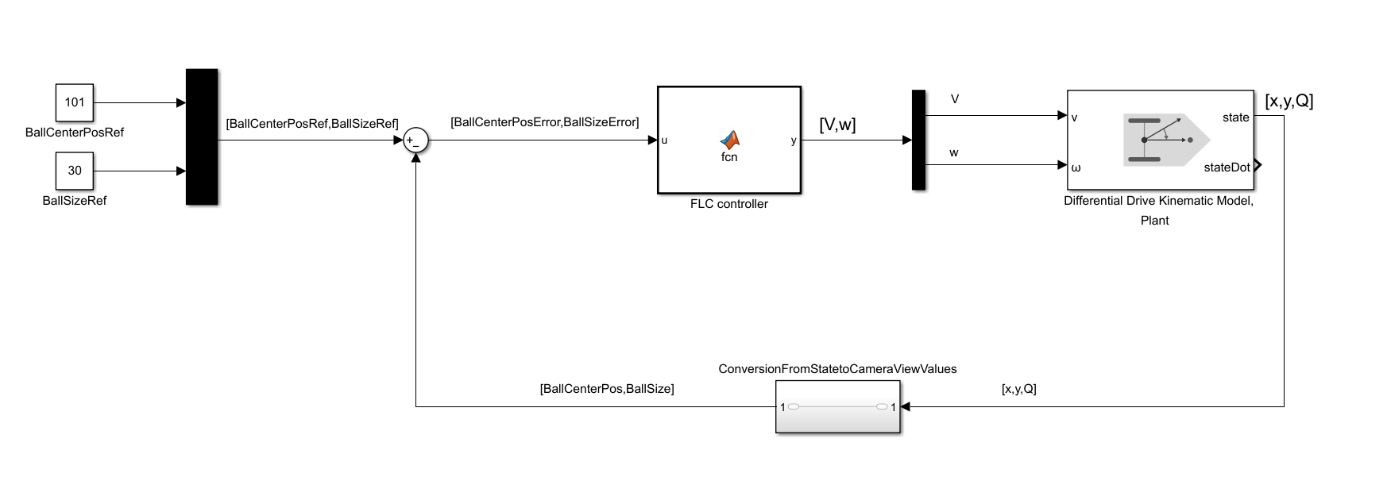 101
BallCenterPosRef
30
BallSizeRef
[BallCenterPosRef,BallSizeRef]
+
−
[BallCenterPosError,BallSizeError]
u
fcn
y
FLC controller
[V,w]
V
w
v
ω
state
stateDot
Differential Drive Kinematic Model,
Plant
[x,y,Q]
ConversionFromStatetoCameraViewValues
[BallCenterPos,BallSize]
1
1
[x,y,Q]